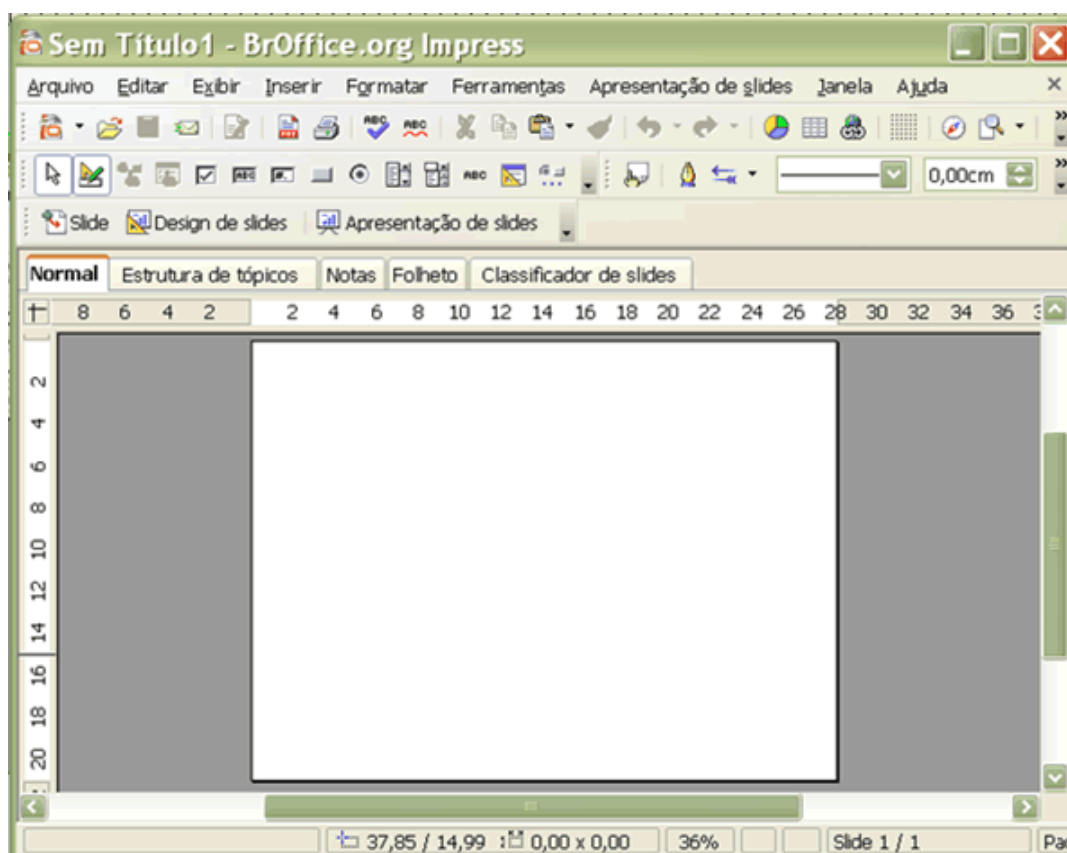 Sem Título1 - BrOffice.org Impress
Arquivo Editar Exibir Inserir Formatar Ferramentas Apresentação de slides Janela Ajuda
ABC ABC
ABC 0,00cm
Slide Design de slides Apresentação de slides
Normal Estrutura de tópicos Notas Folheto Classificador de slides
8 6 4 2 2 4 6 8 10 12 14 16 18 20 22 24 26 28 30 32 34 36
2
4
6
8
10
12
14
16
18
20
37,85 / 14,99 0,00 x 0,00 36% Slide 1 / 1